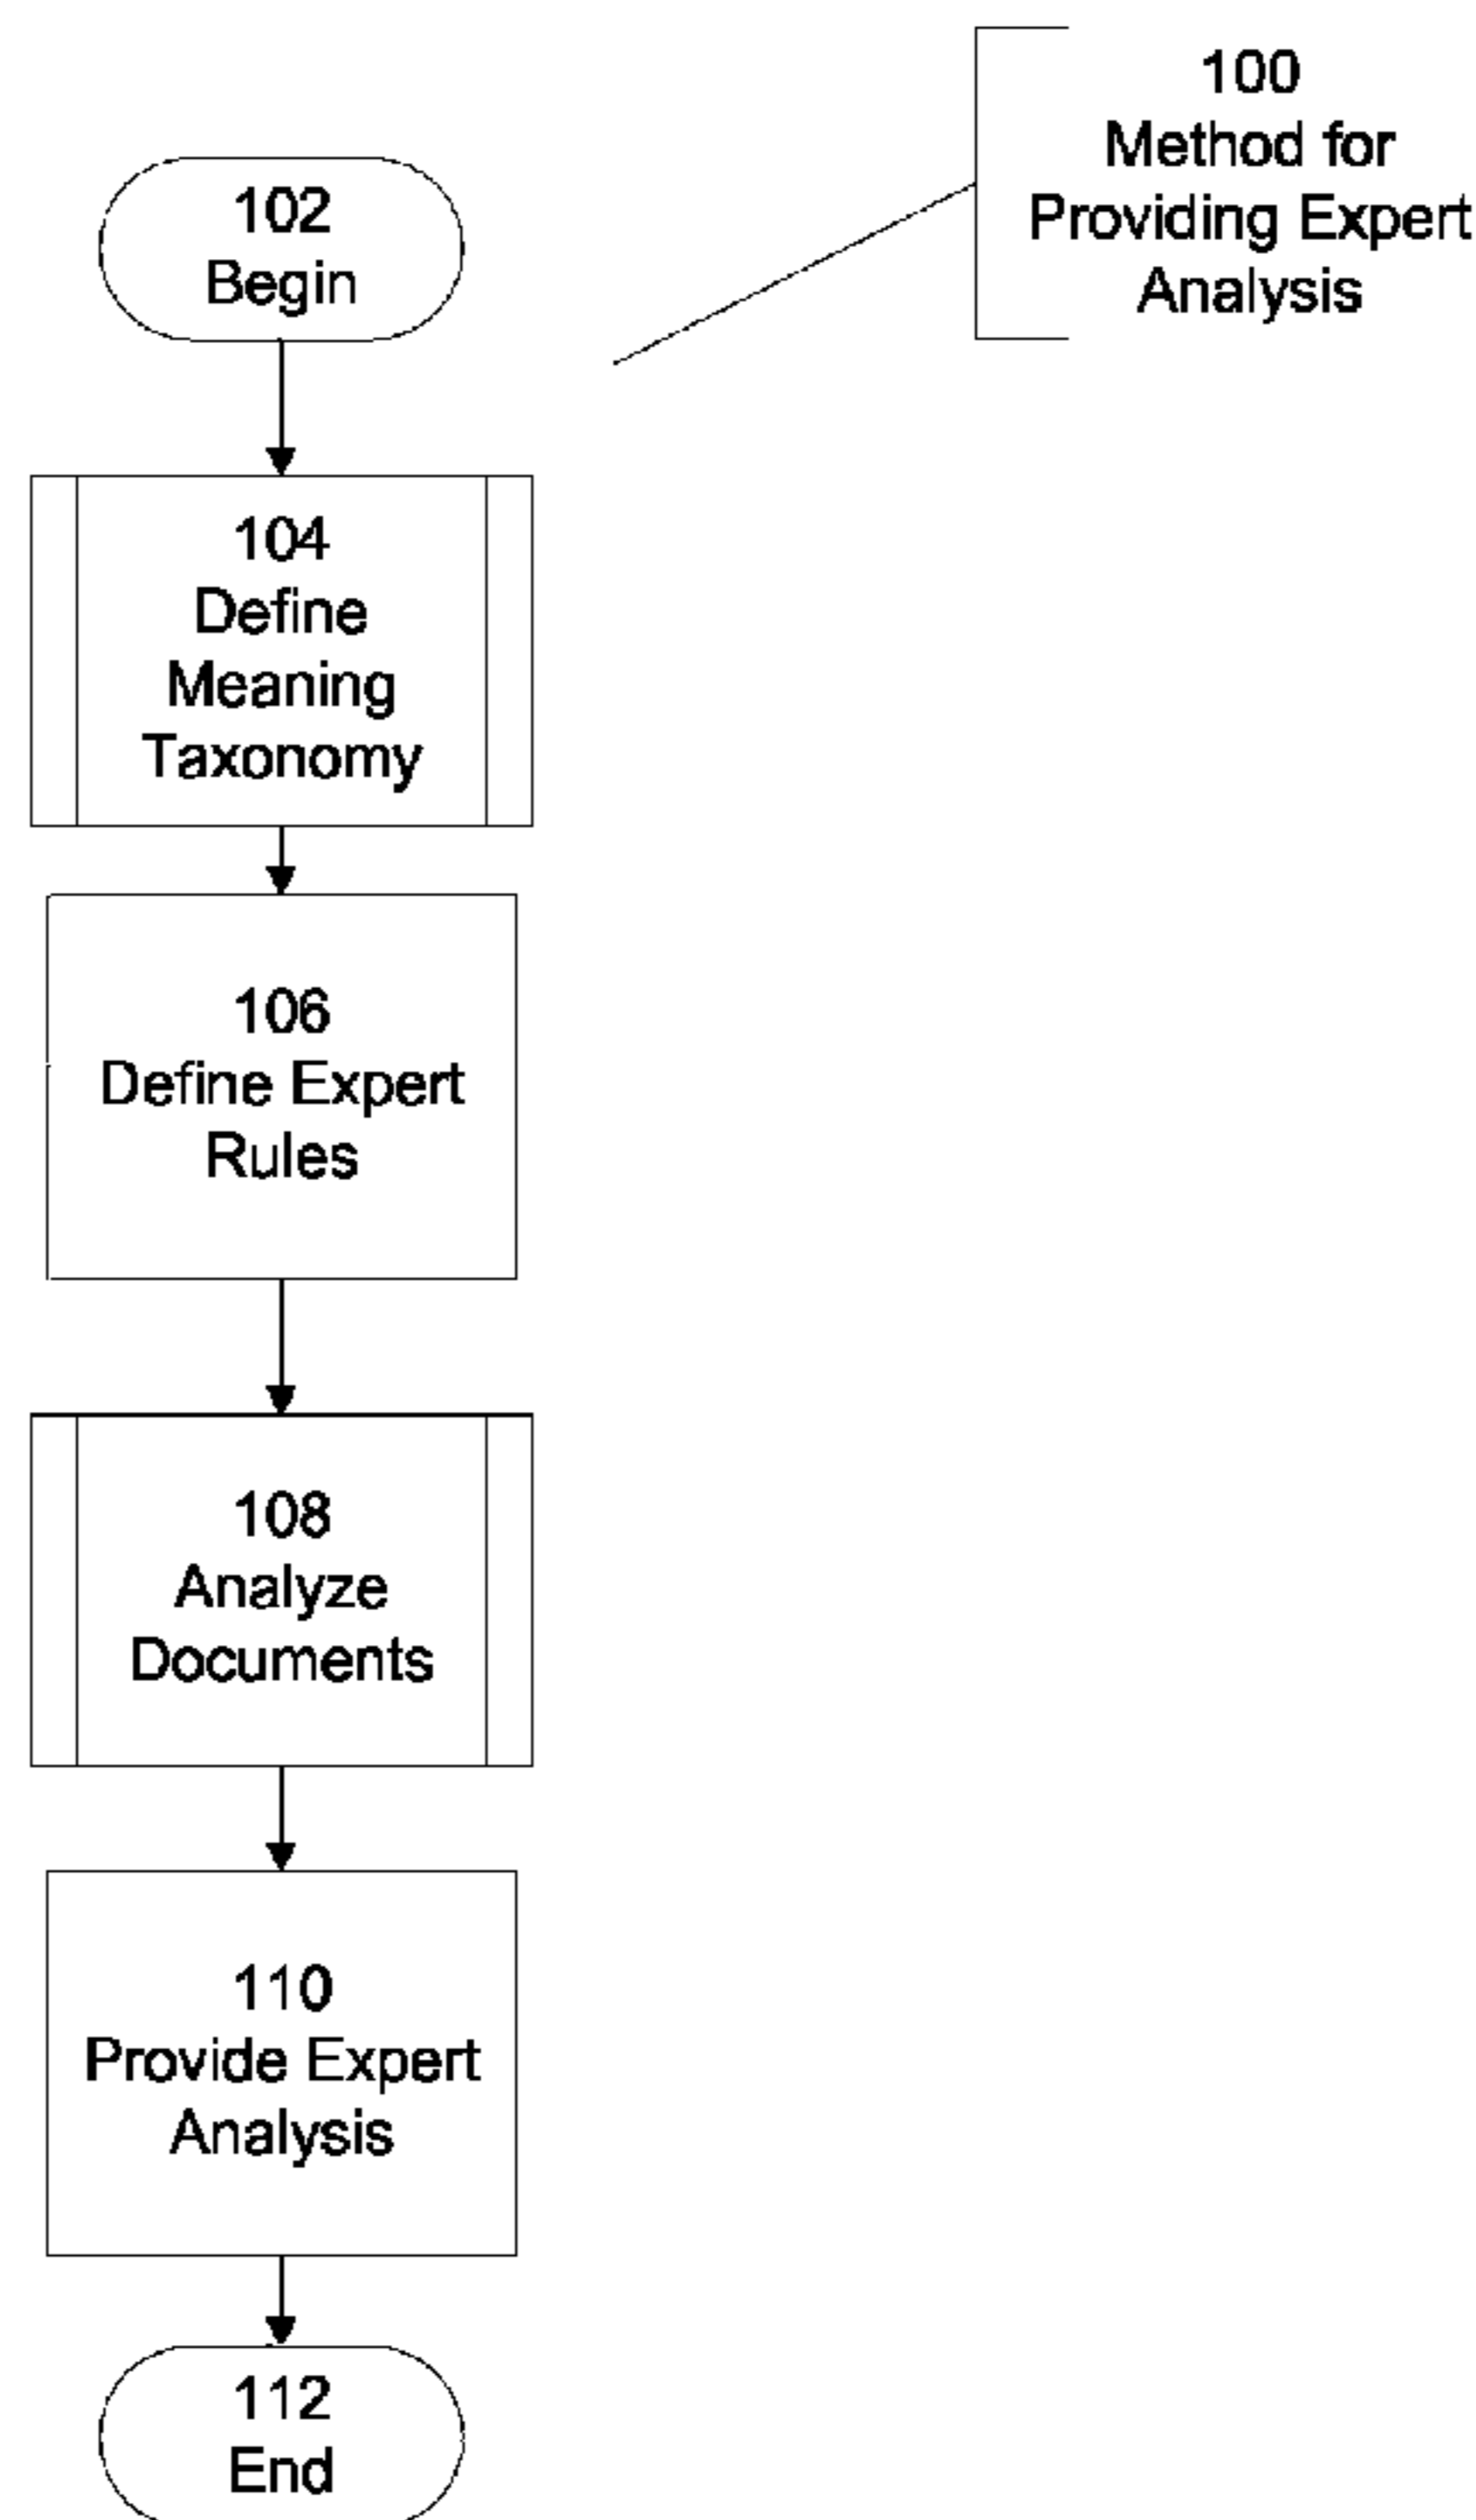 100
Method for
Providing Expert
Analysis
102
Begin
104
Define
Meaning
Taxonomy
106
Define Expert
Rules
108
Analyze
Documents
110
Provide Expert
Analysis
112
End